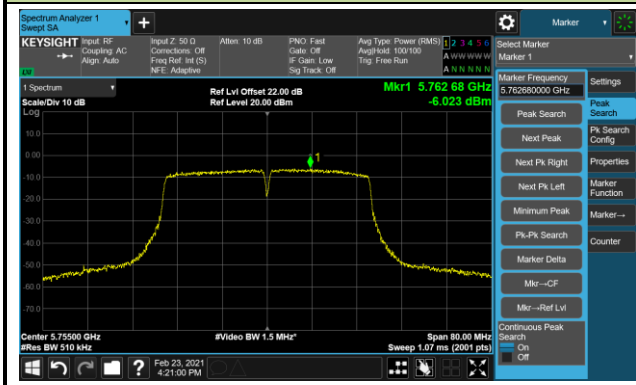 Spectrum Analyzer 1
Swept SA
+
Marker
KEYSIGHT
Input: RF
Coupling: AC
Align: Auto
Input Z: 50 Ω
Corrections: Off
Freq Ref: Int (S)
NFE: Adaptive
Atten: 10 dB
PNO: Fast
Gate: Off
IF Gain: Low
Sig Track: Off
Avg Type: Power (RMS)
Avg|Hold: 100/100
Trig: Free Run
1 2 3 4 5 6
A W W W W W
A N N N N N
Select Marker
Marker 1
LXI
1 Spectrum
Scale/Div 10 dB
Log
Ref Lvl Offset 22.00 dB
Ref Level 20.00 dBm
Mkr1 5.762 68 GHz
-6.023 dBm
10.0
0.00
-10.0
-20.0
-30.0
-40.0
-50.0
-60.0
-70.0
1
Center 5.75500 GHz
#Res BW 510 kHz
#Video BW 1.5 MHz*
Span 80.00 MHz
Sweep 1.07 ms (2001 pts)
Marker Frequency
5.762680000 GHz
Peak Search
Next Peak
Next Pk Right
Next Pk Left
Minimum Peak
Pk-Pk Search
Marker Delta
Mkr→CF
Mkr→Ref Lvl
Continuous Peak
Search
On
Off
Settings
Peak
Search
Pk Search
Config
Properties
Marker
Function
Marker→
Counter
?
Feb 23, 2021
4:21:00 PM